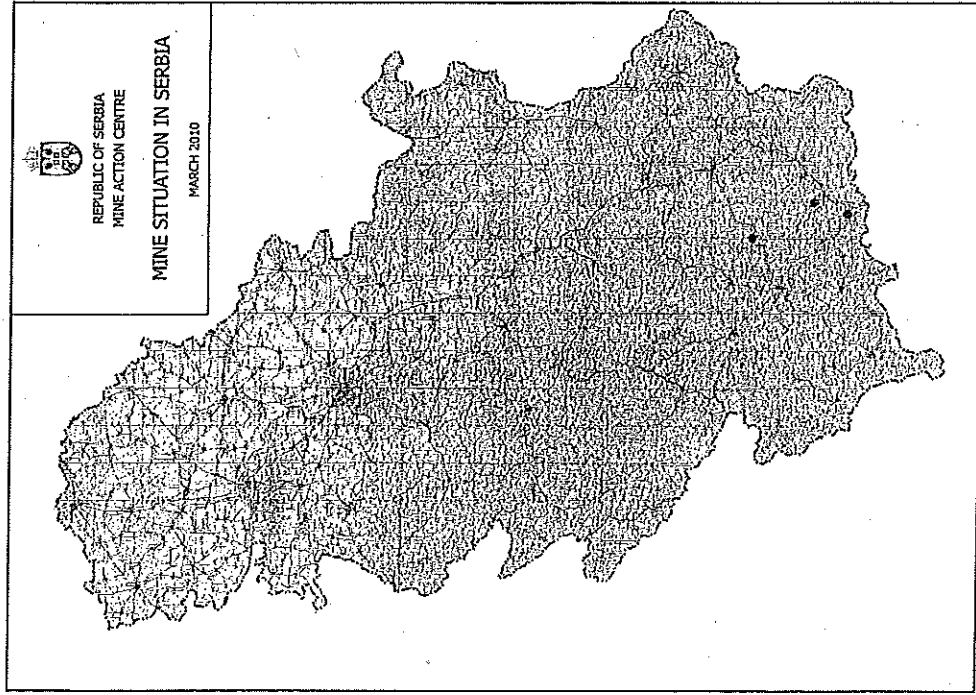 REPUBLIC OF SERBIA
MINE ACTION CENTRE
MINE SITUATION IN SERBIA
MARCH 2010